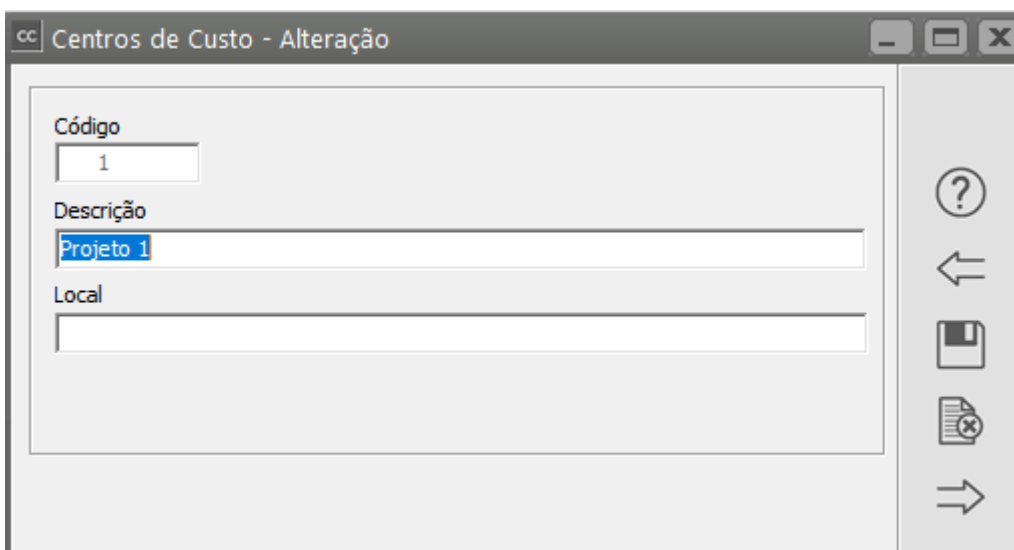 cc Centros de Custo - Alteração
Código
1
Descrição
Projeto 1
Local